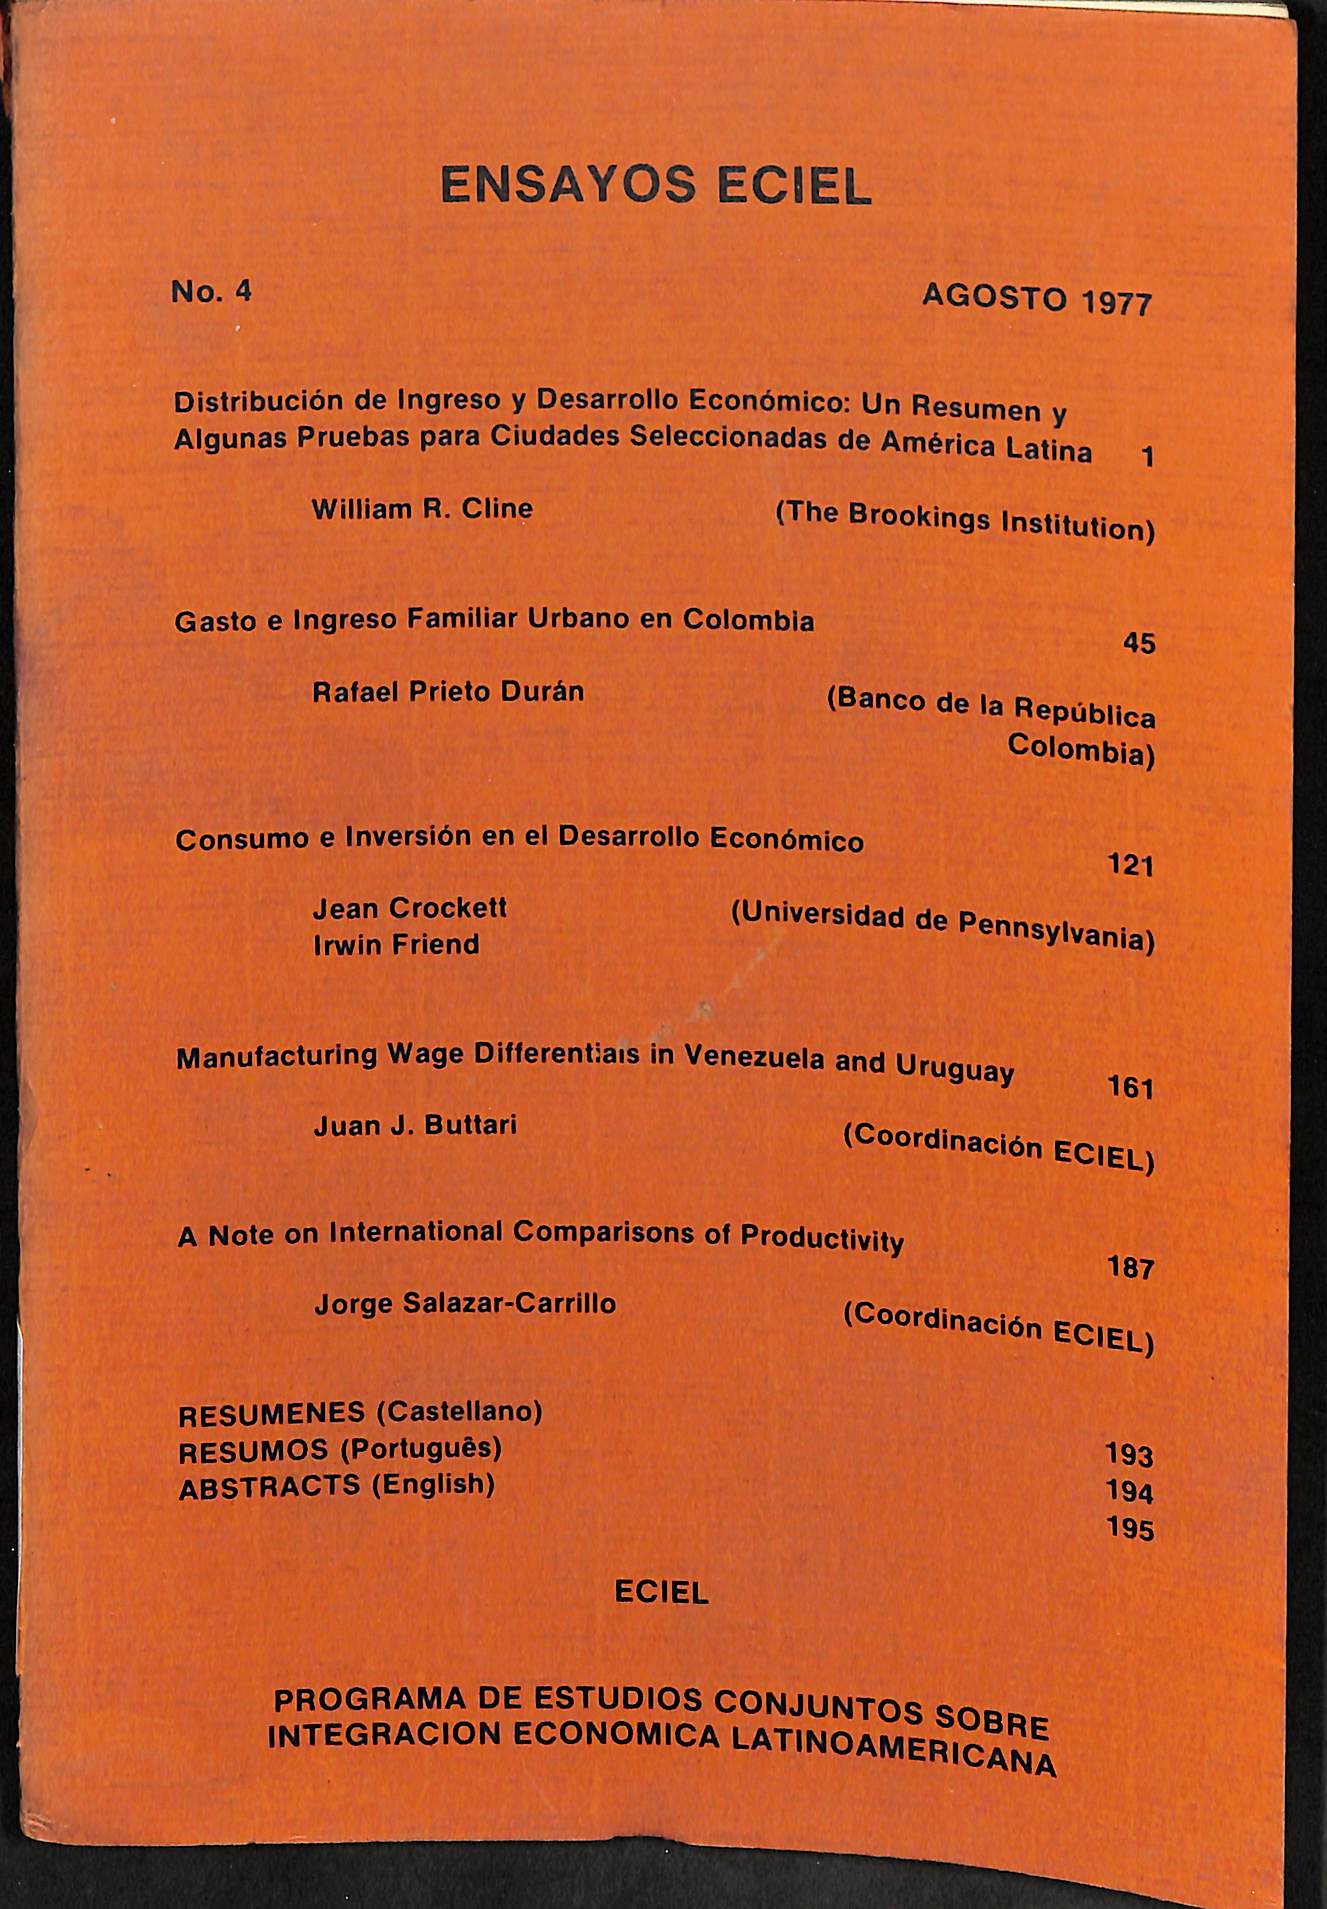 ENSAYOS ECIEL
No. 4 AGOSTO 1977
Distribución de Ingreso y Desarrollo Económico: Un Resumen y
Algunas Pruebas para Ciudades Seleccionadas de América Latina 1
William R. Cline (The Brookings Institution)
Gasto e Ingreso Familiar Urbano en Colombia 45
Rafael Prieto Durán (Banco de la República
Colombia)
Consumo e Inversión en el Desarrollo Económico 121
Jean Crockett (Universidad de Pennsylvania)
Irwin Friend
Manufacturing Wage Differentials in Venezuela and Uruguay 161
Juan J. Buttari (Coordinación ECIEL)
A Note on International Comparisons of Productivity 187
Jorge Salazar-Carrillo (Coordinación ECIEL)
RESUMENES (Castellano) 193
RESUMOS (Português) 194
ABSTRACTS (English) 195
ECIEL
PROGRAMA DE ESTUDIOS CONJUNTOS SOBRE
INTEGRACION ECONOMICA LATINOAMERICANA